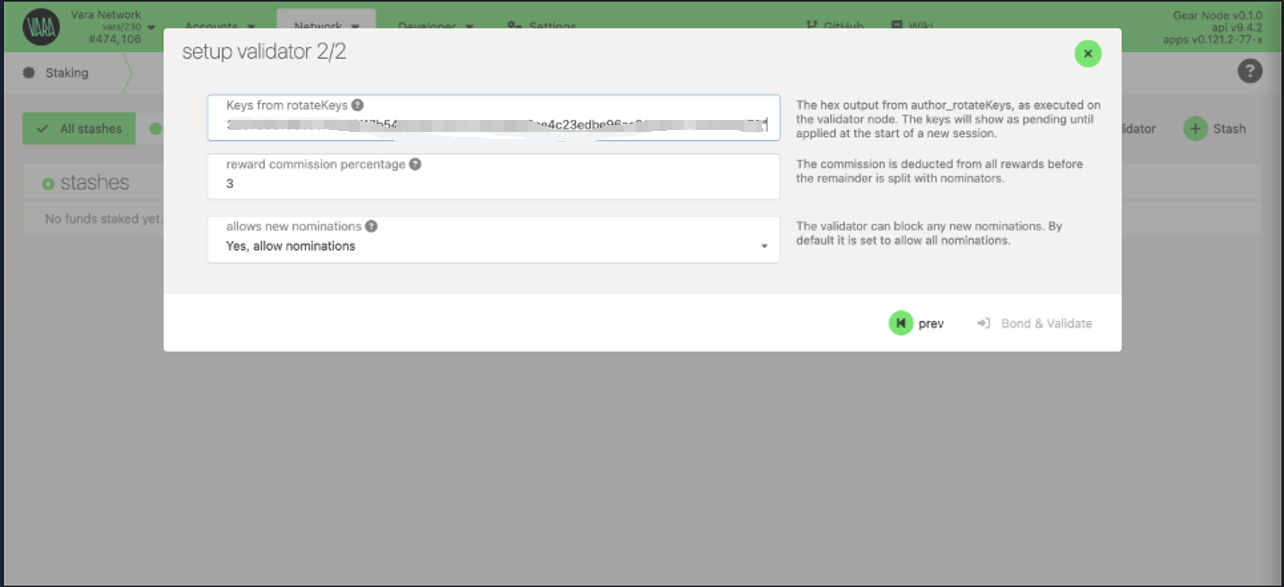 Vara Network
vara/230
#474,106
Accounts
Network
Developer
Settings
GitHub
Wiki
Gear Node v0.1.0
api v9.4.2
apps v0.121.2-77-x
Staking
?
setup validator 2/2
Keys from rotateKeys
The hex output from author_rotateKeys, as executed on
the validator node. The keys will show as pending until
applied at the start of a new session.
reward commission percentage
3
The commission is deducted from all rewards before
the remainder is split with nominators.
allows new nominations
Yes, allow nominations
The validator can block any new nominations. By
default it is set to allow all nominations.
prev
Bond & Validate
All stashes
Stash
stashes
No funds staked yet.